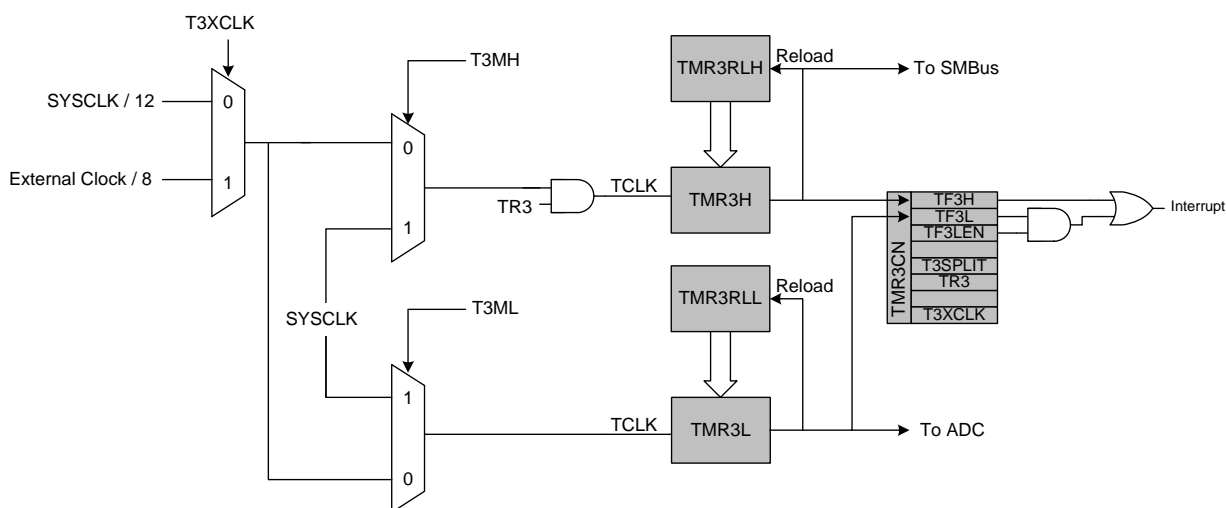 T3XCLK
SYSCLK / 12
0
External Clock / 8
1
T3MH
0
1
TR3
TCLK
TMR3RLH
Reload
To SMBus
TMR3H
TMR3CN
TF3H
TF3L
TF3LEN
T3SPLIT
TR3
T3XCLK
Interrupt
SYSCLK
T3ML
1
0
TCLK
TMR3RLL
Reload
TMR3L
To ADC